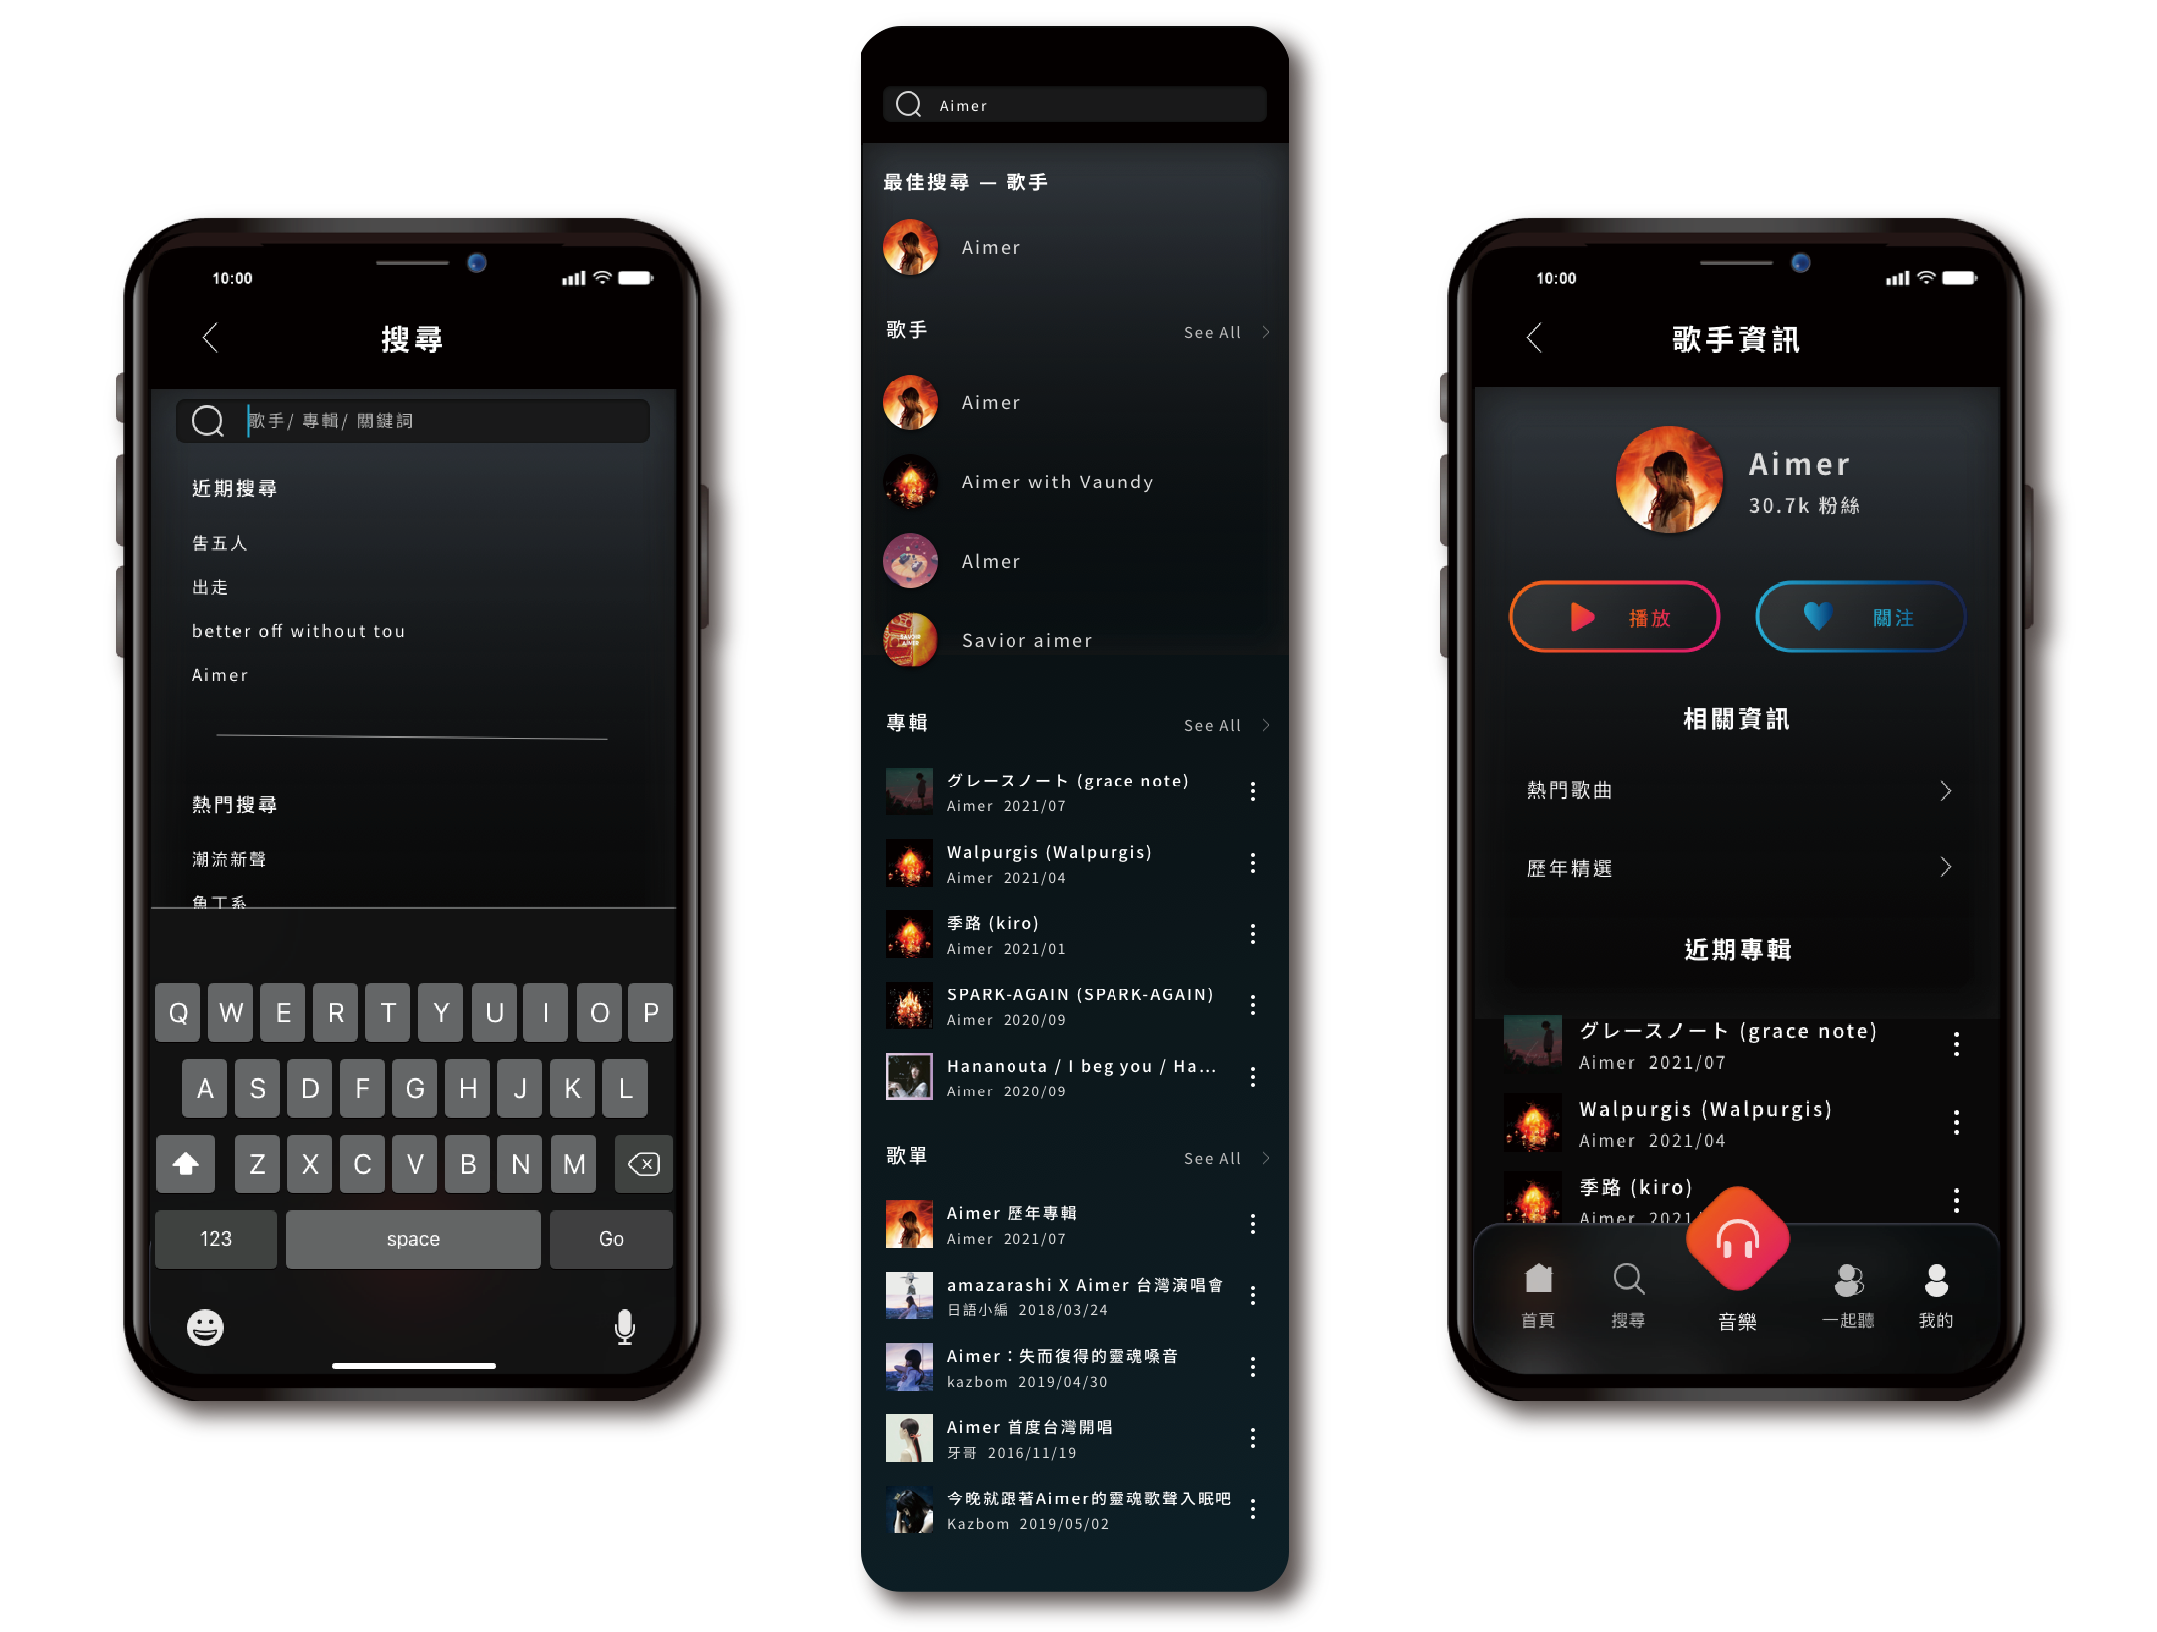 10:00
搜尋
歌手/ 專輯/ 關鍵詞
近期搜尋
告五人
出走
better off without tou
Aimer
熱門搜尋
潮流新聲
魚丁系
Q W E R T Y U I O P
A S D F G H J K L
Z X C V B N M
123 space Go
Aimer
最佳搜尋 — 歌手
Aimer
歌手 See All
Aimer
Aimer with Vaundy
Almer
SAVOIR
AIMER
Savior aimer
專輯 See All
グレースノート (grace note)
Aimer 2021/07
Walpurgis (Walpurgis)
Aimer 2021/04
季路 (kiro)
Aimer 2021/01
SPARK-AGAIN (SPARK-AGAIN)
Aimer 2020/09
Hananouta / I beg you / Ha...
Aimer 2020/09
歌單 See All
Aimer 歷年專輯
Aimer 2021/07
amazarashi X Aimer 台灣演唱會
日語小編 2018/03/24
Aimer：失而復得的靈魂嗓音
kazbom 2019/04/30
Aimer 首度台灣開唱
牙哥 2016/11/19
今晚就跟著Aimer的靈魂歌聲入眠吧
Kazbom 2019/05/02
10:00
歌手資訊
Aimer
30.7k 粉絲
播放 關注
相關資訊
熱門歌曲
歷年精選
近期專輯
グレースノート (grace note)
Aimer 2021/07
Walpurgis (Walpurgis)
Aimer 2021/04
季路 (kiro)
Aimer 2021
首頁 搜尋 音樂 一起聽 我的